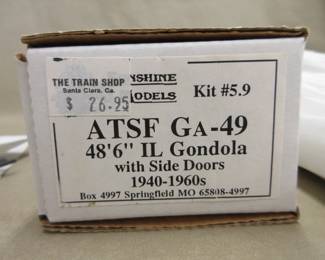 THE TRAIN SHOP
Santa Clara, Ca.
$ 26.95
NSHINE
ODELS
Kit #5.9
ATSF GA-49
48'6" IL Gondola
with Side Doors
1940-1960s
Box 4997 Springfield MO 65808-4997